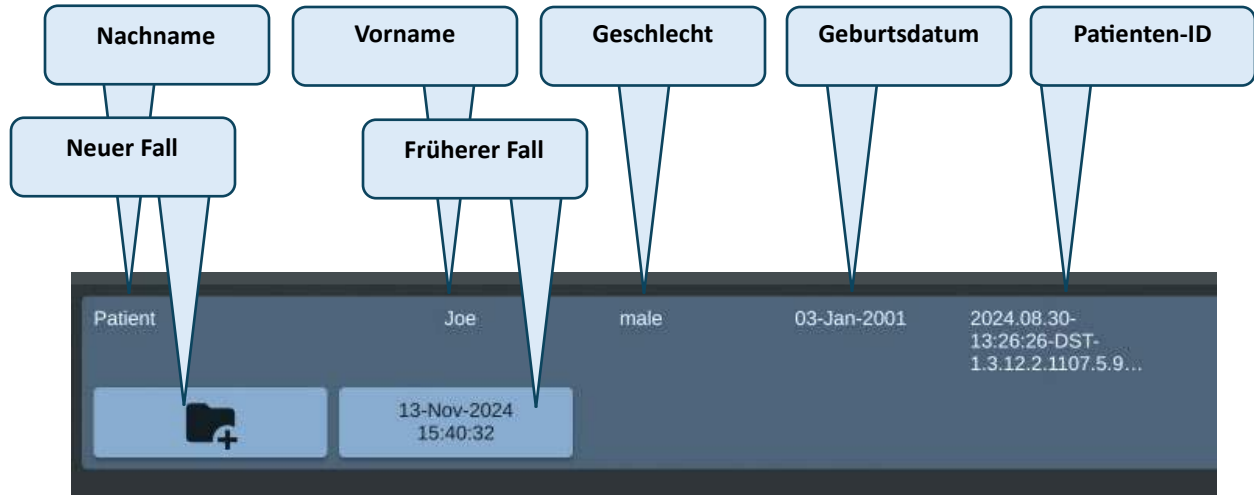 Nachname
Vorname
Geschlecht
Geburtsdatum
Patienten-ID
Neuer Fall
Früherer Fall
Patient
Joe
male
03-Jan-2001
2024.08.30-
13:26:26-DST-
1.3.12.2.1107.5.9...
13-Nov-2024
15:40:32